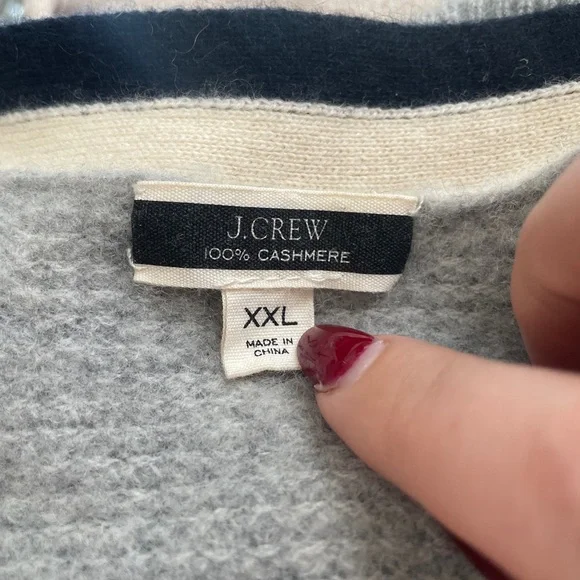 J.CREW
100% CASHMERE
XXL
MADE IN
CHINA